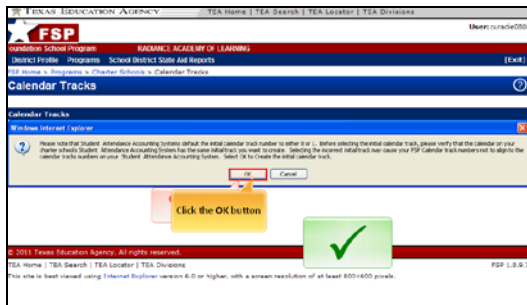 TEXAS EDUCATION AGENCY TEA Home | TEA Search | TEA Locator | TEA Divisions
FSP User: curacie030
oundation School Program RADIANCE ACADEMY OF LEARNING
District Profile Programs School District State Aid Reports [Exit]
FSP Home > Programs > Charter Schools > Calendar Tracks
Calendar Tracks
Calendar Tracks
Windows Internet Explorer
Please note that Student Attendance Accounting Systems default the initial calendar track number to either 0 or 1. Before selecting the initial calendar track, please verify that the calendar on your
charter school's Student Attendance Accounting System has the same initial track you want to create. Selecting the incorrect initial track may cause your FSP Calendar track numbers not to align to the
calendar tracks numbers on your Student Attendance Accounting System. Select OK to Create the initial calendar track.
OK Cancel
Click the OK button
© 2011 Texas Education Agency. All rights reserved.
TEA Home | TEA Search | TEA Locator | TEA Divisions FSP 1.8.9.
This site is best viewed using Internet Explorer version 6.0 or higher, with a screen resolution of at least 800x600 pixels.